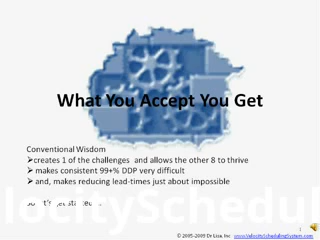 What You Accept You Get
Conventional Wisdom
➢creates 1 of the challenges and allows the other 8 to thrive
➢ makes consistent 99+% DDP very difficult
➢ and, makes reducing lead-times just about impossible
locitySchedul
1
© 2005-2009 Dr Lisa, Inc www.VelocitySchedulingSystem.com